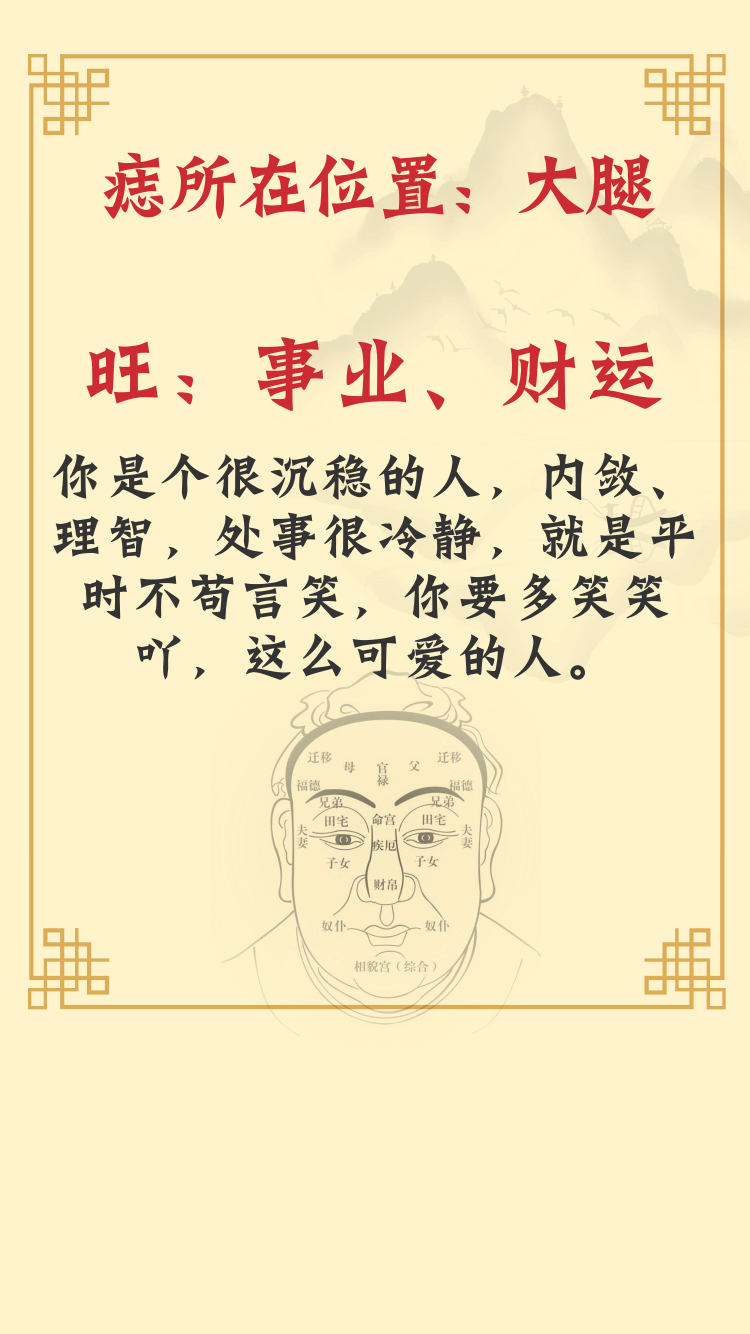 痣所在位置：大腿
旺：事业、财运
你是个很沉稳的人，内敛、
理智，处事很冷静，就是平
时不苟言笑，你要多笑笑
吖，这么可爱的人。
迁移 母 官禄 父 迁移
福德 福德
兄弟 兄弟
田宅 命宫 田宅
夫妻 疾厄 夫妻
子女 子女
财帛
奴仆 奴仆
相貌宫（综合）